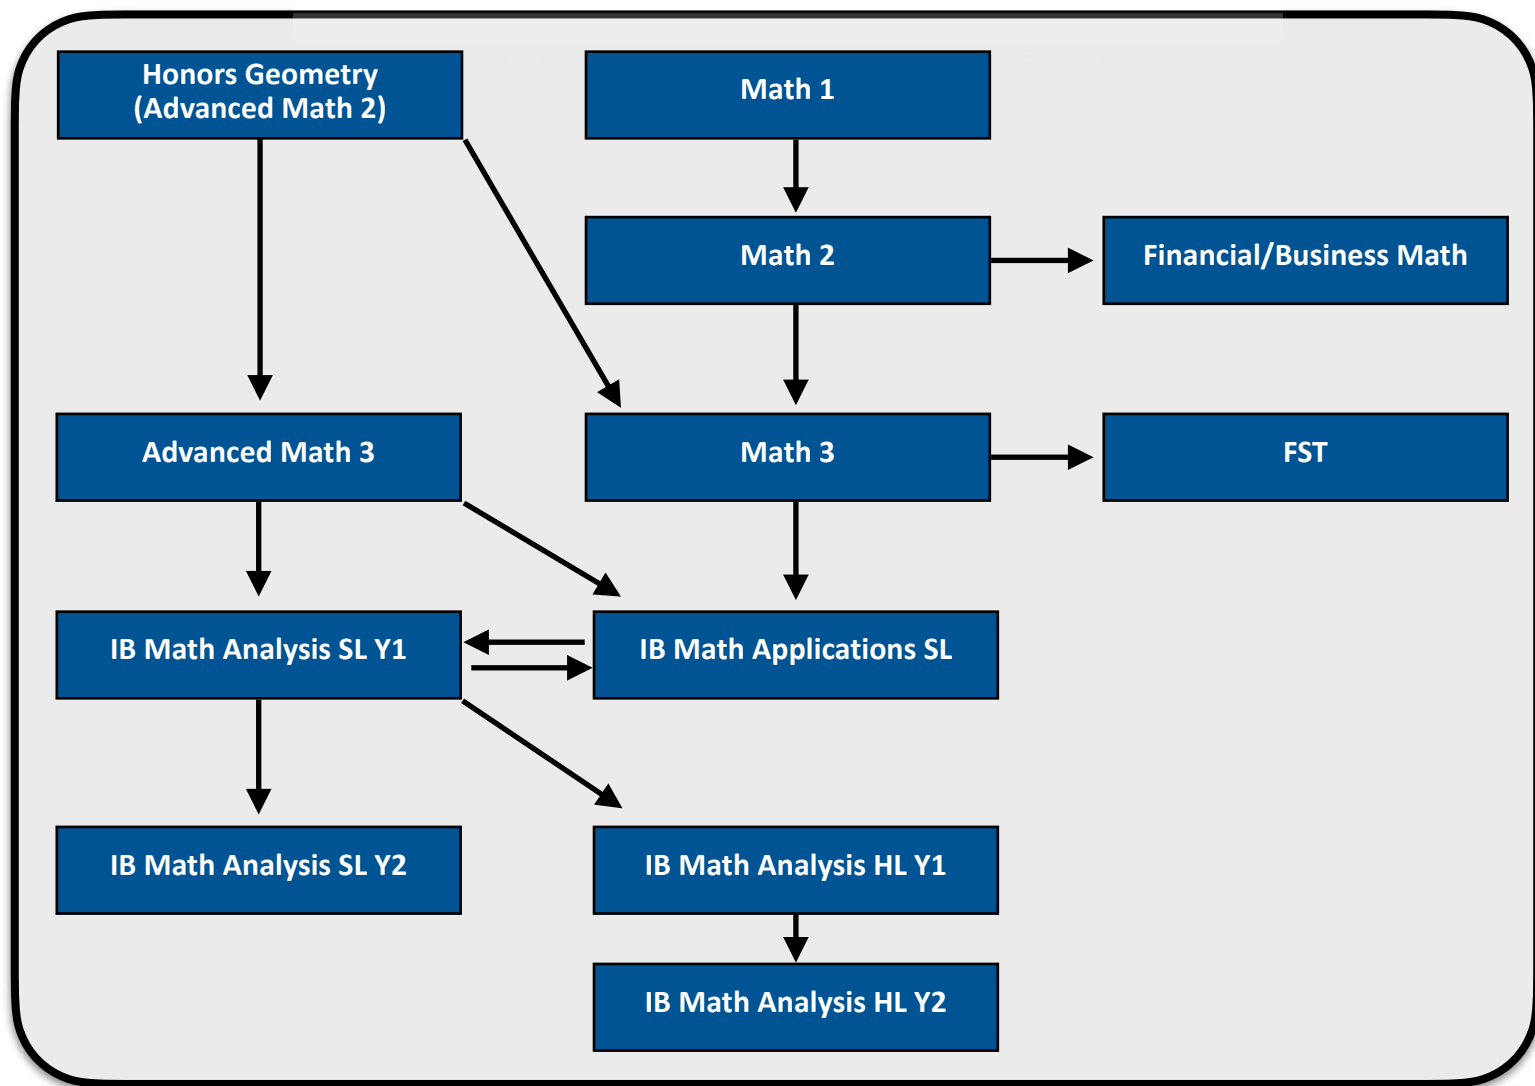 Honors Geometry
(Advanced Math 2)
Math 1
Math 2
Financial/Business Math
Advanced Math 3
Math 3
FST
IB Math Analysis SL Y1
IB Math Applications SL
IB Math Analysis SL Y2
IB Math Analysis HL Y1
IB Math Analysis HL Y2